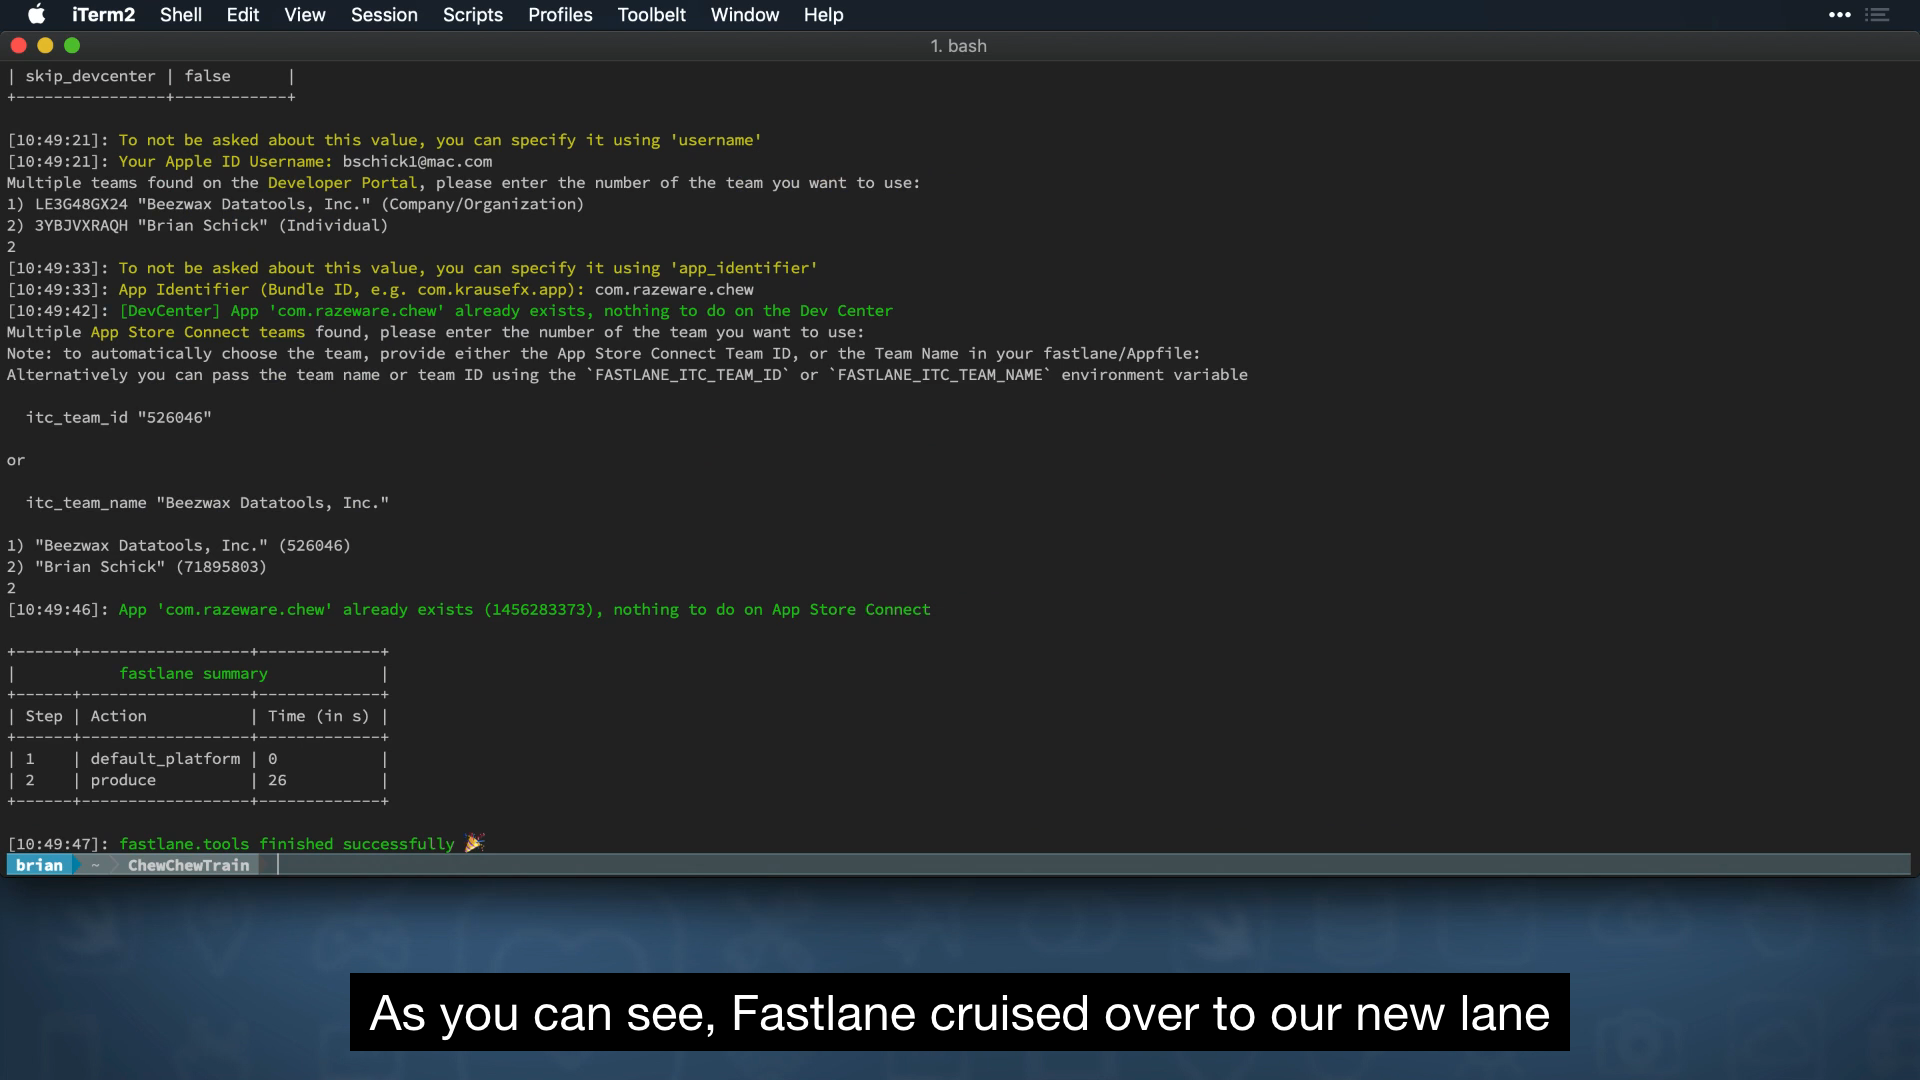 iTerm2 Shell Edit View Session Scripts Profiles Toolbelt Window Help
1. bash
| skip_devcenter | false      |
+----------------+------------+
[10:49:21]: To not be asked about this value, you can specify it using 'username'
[10:49:21]: Your Apple ID Username: bschick1@mac.com
Multiple teams found on the Developer Portal, please enter the number of the team you want to use:
1) LE3G48GX24 "Beezwax Datatools, Inc." (Company/Organization)
2) 3YBJVXRAQH "Brian Schick" (Individual)
2
[10:49:33]: To not be asked about this value, you can specify it using 'app_identifier'
[10:49:33]: App Identifier (Bundle ID, e.g. com.krausefx.app): com.razeware.chew
[10:49:42]: [DevCenter] App 'com.razeware.chew' already exists, nothing to do on the Dev Center
Multiple App Store Connect teams found, please enter the number of the team you want to use:
Note: to automatically choose the team, provide either the App Store Connect Team ID, or the Team Name in your fastlane/Appfile:
Alternatively you can pass the team name or team ID using the `FASTLANE_ITC_TEAM_ID` or `FASTLANE_ITC_TEAM_NAME` environment variable
  itc_team_id "526046"
or
  itc_team_name "Beezwax Datatools, Inc."
1) "Beezwax Datatools, Inc." (526046)
2) "Brian Schick" (71895803)
2
[10:49:46]: App 'com.razeware.chew' already exists (1456283373), nothing to do on App Store Connect
+------+------------------+-------------+
|           fastlane summary            |
+------+------------------+-------------+
| Step | Action           | Time (in s) |
+------+------------------+-------------+
| 1    | default_platform | 0           |
| 2    | produce          | 26          |
+------+------------------+-------------+
[10:49:47]: fastlane.tools finished successfully 🎉
brian ~ ChewChewTrain
As you can see, Fastlane cruised over to our new lane